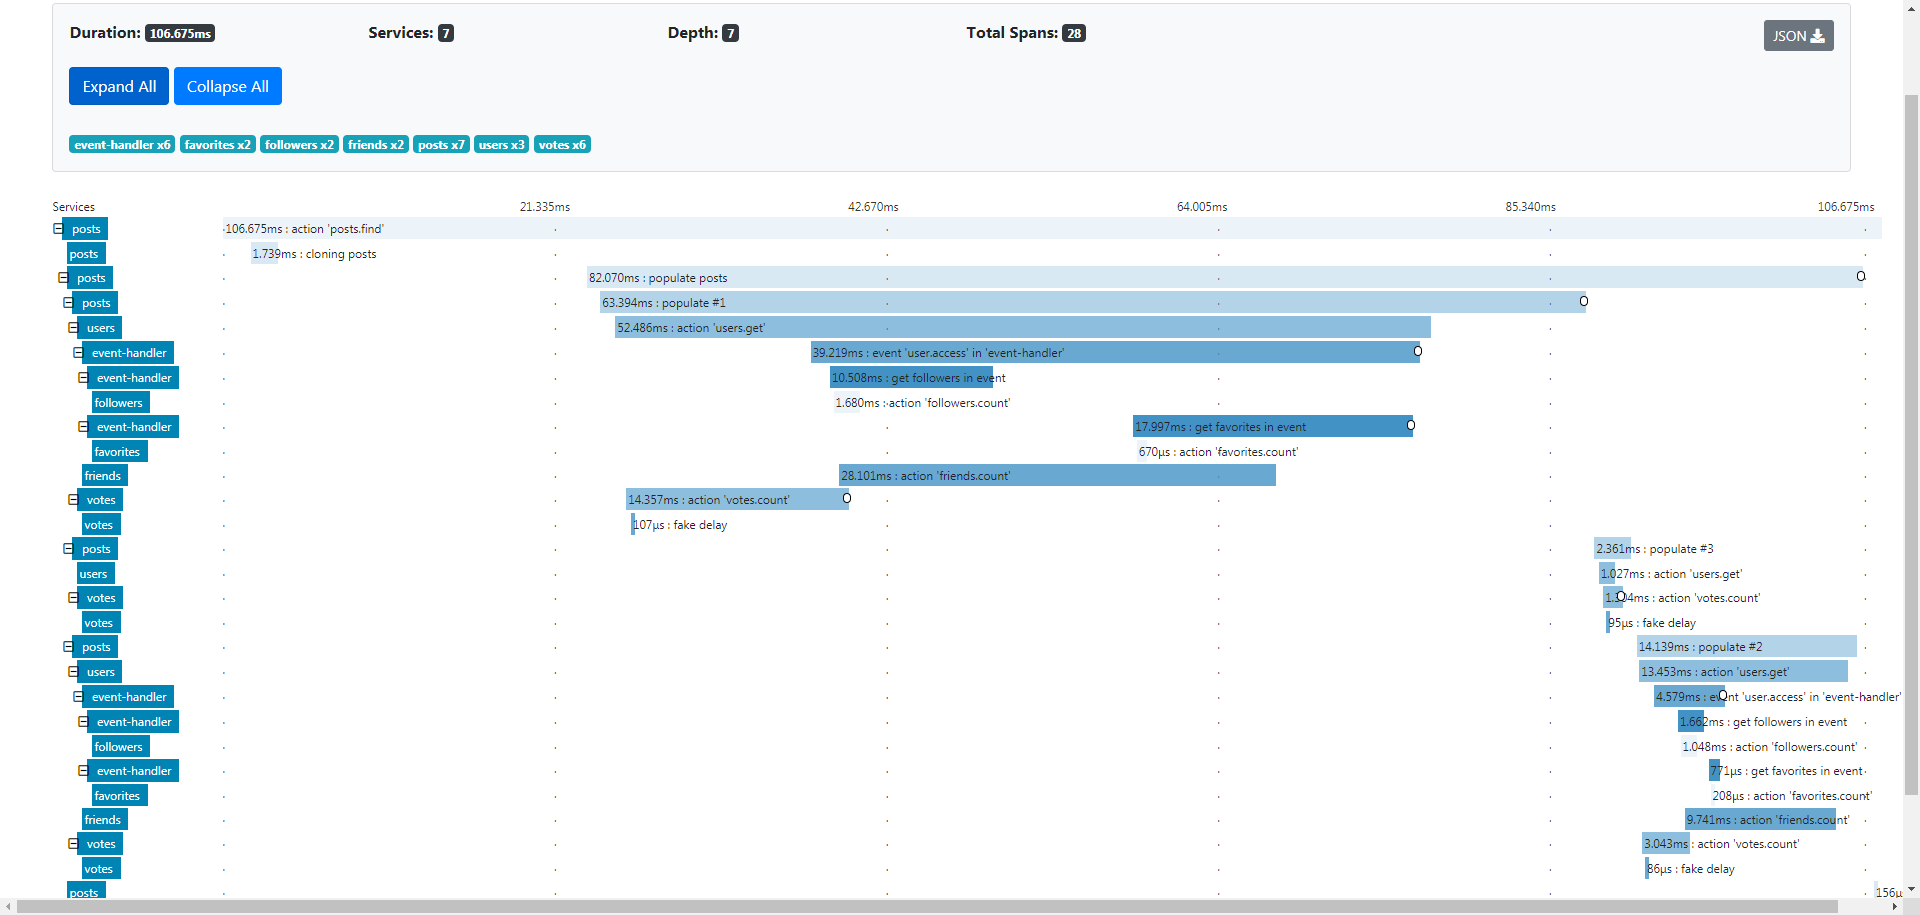 Duration: 106.675ms Services: 7 Depth: 7 Total Spans: 28 JSON
Expand All Collapse All
event-handler x6 favorites x2 followers x2 friends x2 posts x7 users x3 votes x6
Services 21.335ms 42.670ms 64.005ms 85.340ms 106.675ms
posts 106.675ms : action 'posts.find'
posts 1.739ms : cloning posts
posts 82.070ms : populate posts
posts 63.394ms : populate #1
users 52.486ms : action 'users.get'
event-handler 39.219ms : event 'user.access' in 'event-handler'
event-handler 10.508ms : get followers in event
followers 1.680ms : action 'followers.count'
event-handler 17.997ms : get favorites in event
favorites 670µs : action 'favorites.count'
friends 28.101ms : action 'friends.count'
votes 14.357ms : action 'votes.count'
votes 107µs : fake delay
posts 2.361ms : populate #3
users 1.027ms : action 'users.get'
votes : action 'votes.count'
votes 95µs : fake delay
posts 14.139ms : populate #2
users 13.453ms : action 'users.get'
event-handler 4.579ms : event 'user.access' in 'event-handler'
event-handler 1.662ms : get followers in event
followers 1.048ms : action 'followers.count'
event-handler 771µs : get favorites in event
favorites 208µs : action 'favorites.count'
friends 9.741ms : action 'friends.count'
votes 3.043ms : action 'votes.count'
votes 86µs : fake delay
posts 156µ